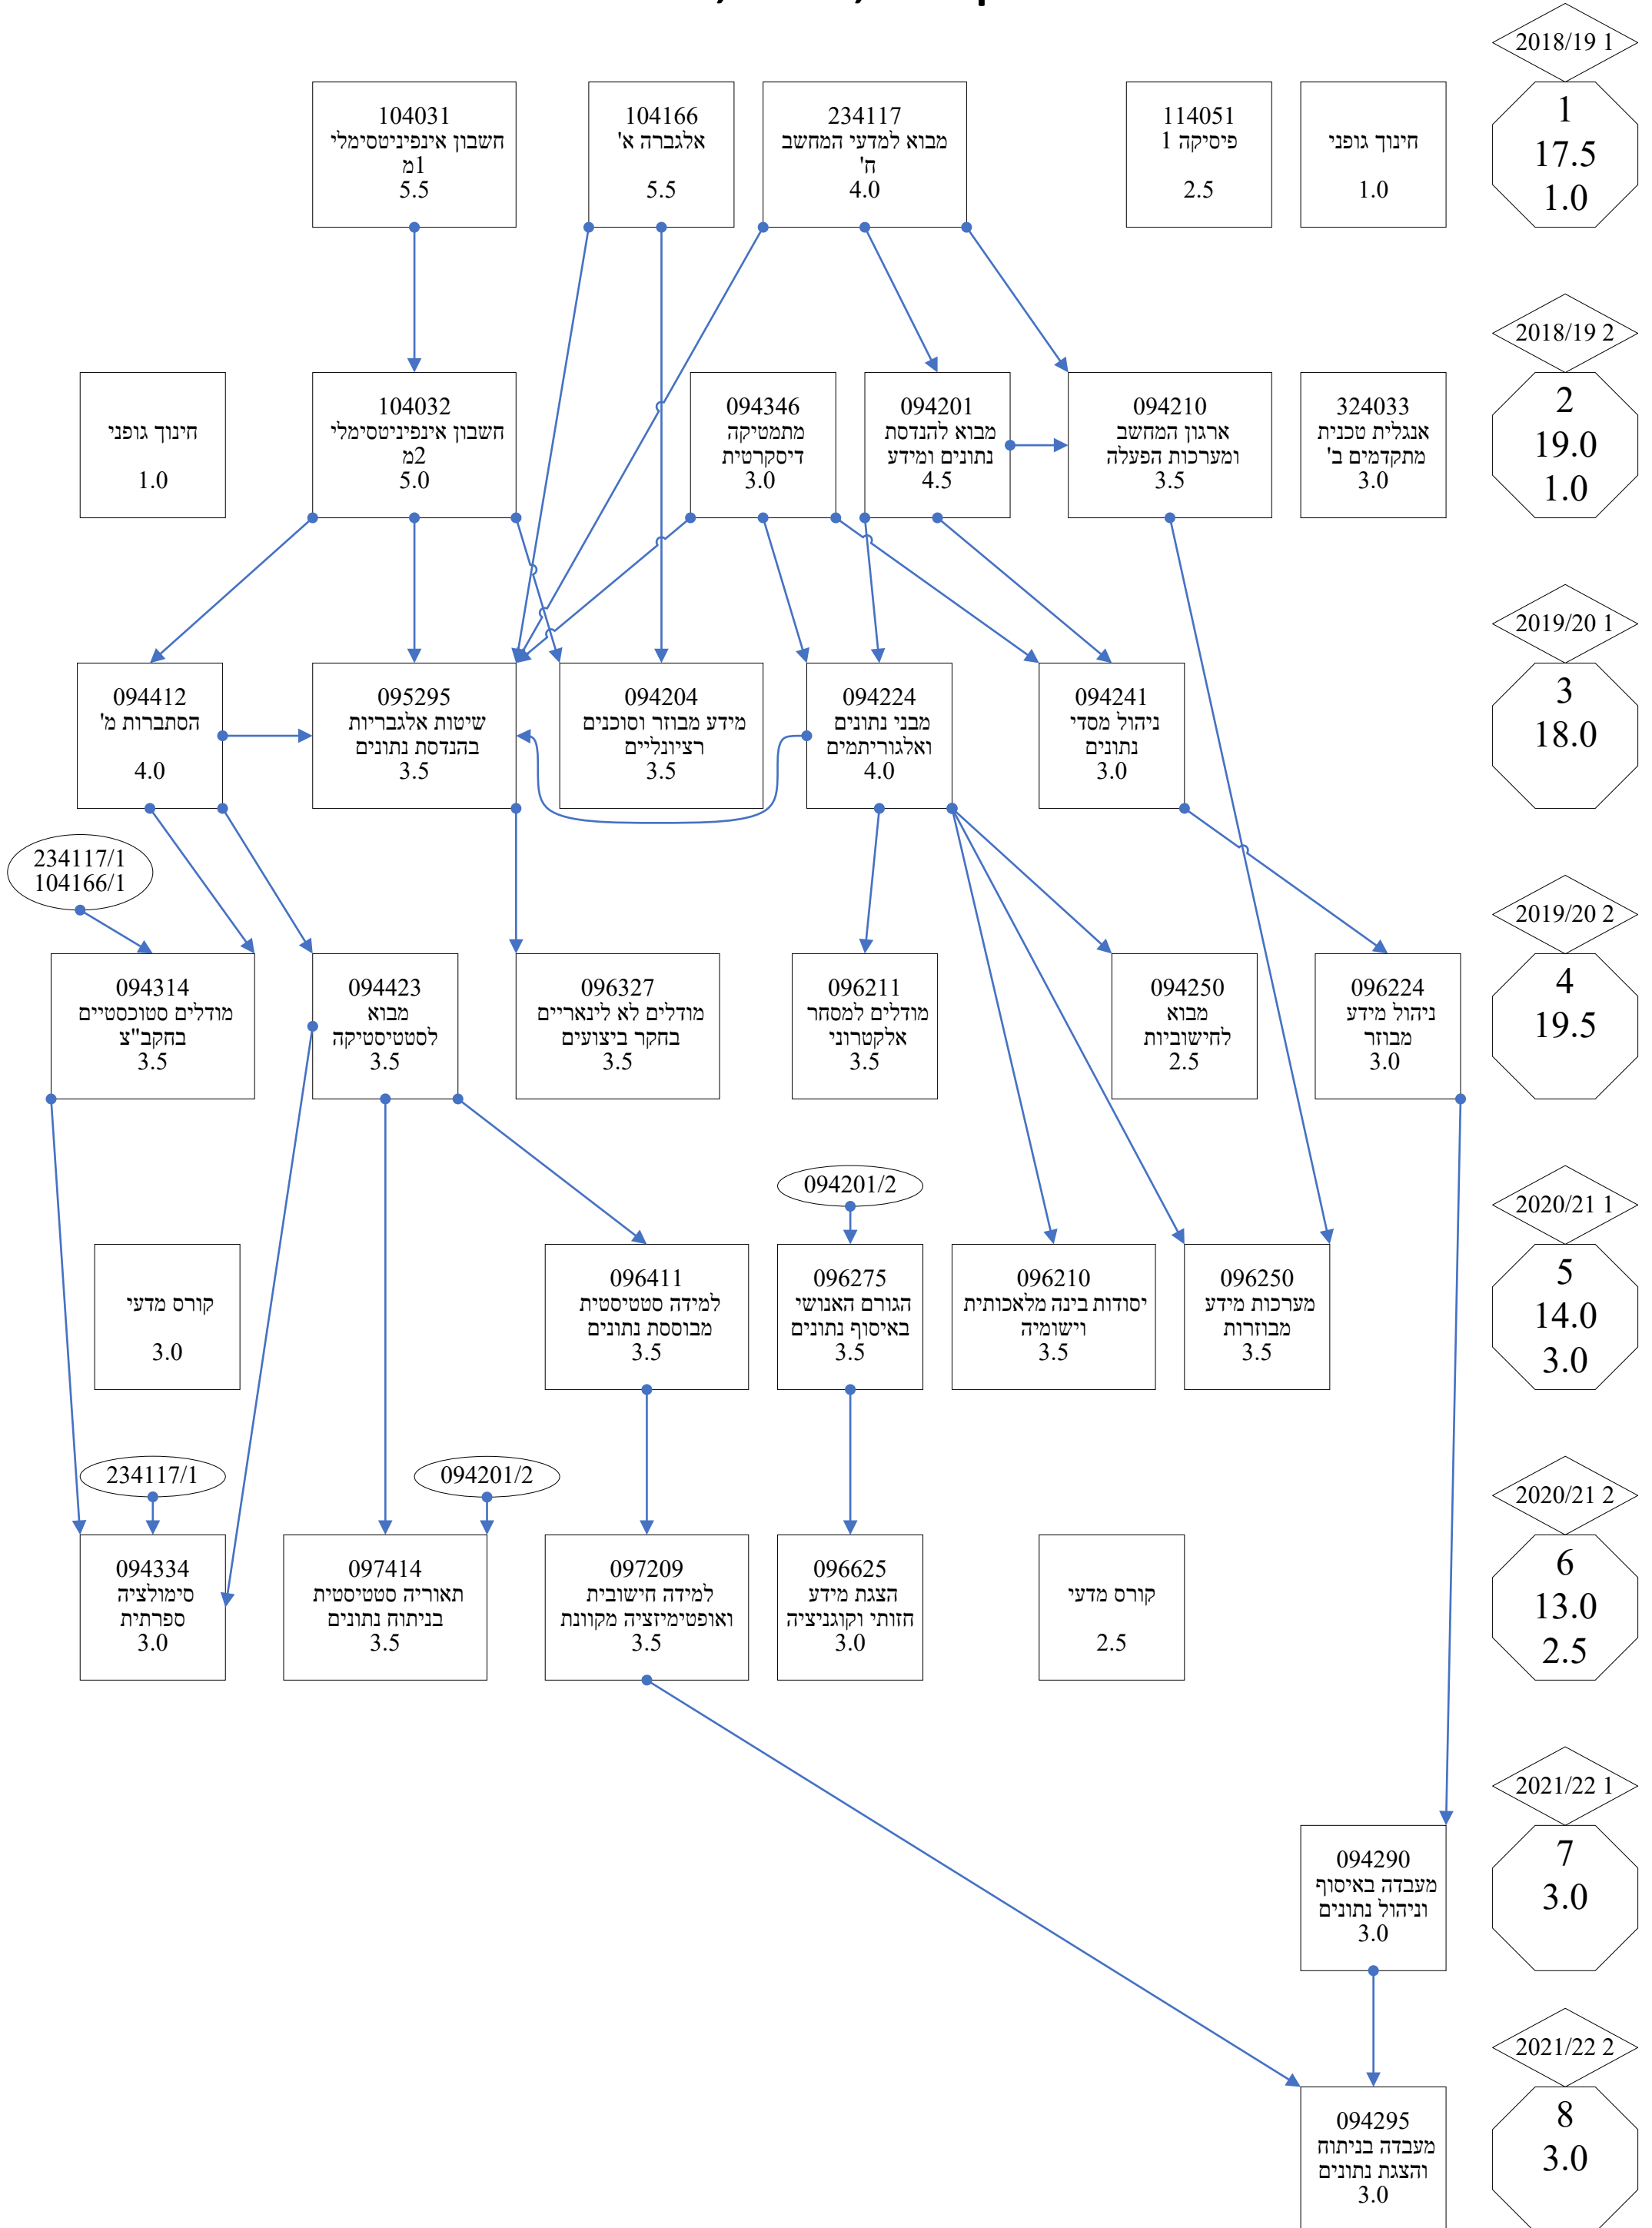 2018/19 1
1
17.5
1.0
חינוך גופני
1.0
114051
פיסיקה 1
2.5
234117
מבוא למדעי המחשב
ח'
4.0
104166
אלגברה א'
5.5
104031
חשבון אינפיניטסימלי
1מ
5.5
2018/19 2
2
19.0
1.0
324033
אנגלית טכנית
מתקדמים ב'
3.0
094210
ארגון המחשב
ומערכות הפעלה
3.5
094201
מבוא להנדסת
נתונים ומידע
4.5
094346
מתמטיקה
דיסקרטית
3.0
104032
חשבון אינפיניטסימלי
2מ
5.0
חינוך גופני
1.0
2019/20 1
3
18.0
094241
ניהול מסדי
נתונים
3.0
094224
מבני נתונים
ואלגוריתמים
4.0
094204
מידע מבוזר וסוכנים
רציונליים
3.5
095295
שיטות אלגבריות
בהנדסת נתונים
3.5
094412
הסתברות מ'
4.0
234117/1
104166/1
2019/20 2
4
19.5
096224
ניהול מידע
מבוזר
3.0
094250
מבוא
לחישוביות
2.5
096211
מודלים למסחר
אלקטרוני
3.5
096327
מודלים לא לינאריים
בחקר ביצועים
3.5
094423
מבוא
לסטטיסטיקה
3.5
094314
מודלים סטוכסטיים
בחקב"צ
3.5
094201/2
2020/21 1
5
14.0
3.0
096250
מערכות מידע
מבוזרות
3.5
096210
יסודות בינה מלאכותית
וישומיה
3.5
096275
הגורם האנושי
באיסוף נתונים
3.5
096411
למידה סטטיסטית
מבוססת נתונים
3.5
קורס מדעי
3.0
094201/2
234117/1
2020/21 2
6
13.0
2.5
קורס מדעי
2.5
096625
הצגת מידע
חזותי וקוגניציה
3.0
097209
למידה חישובית
ואופטימיזציה מקוונת
3.5
097414
תאוריה סטטיסטית
בניתוח נתונים
3.5
094334
סימולציה
ספרתית
3.0
2021/22 1
7
3.0
094290
מעבדה באיסוף
וניהול נתונים
3.0
2021/22 2
8
3.0
094295
מעבדה בניתוח
והצגת נתונים
3.0